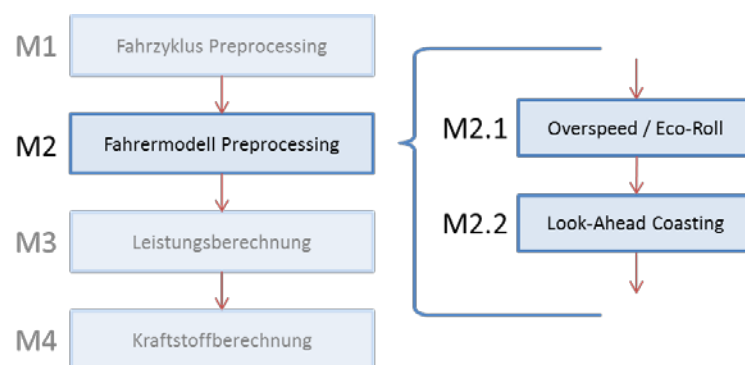 M1 Fahrzyklus Preprocessing
M2 Fahrermodell Preprocessing
M3 Leistungsberechnung
M4 Kraftstoffberechnung
M2.1 Overspeed / Eco-Roll
M2.2 Look-Ahead Coasting